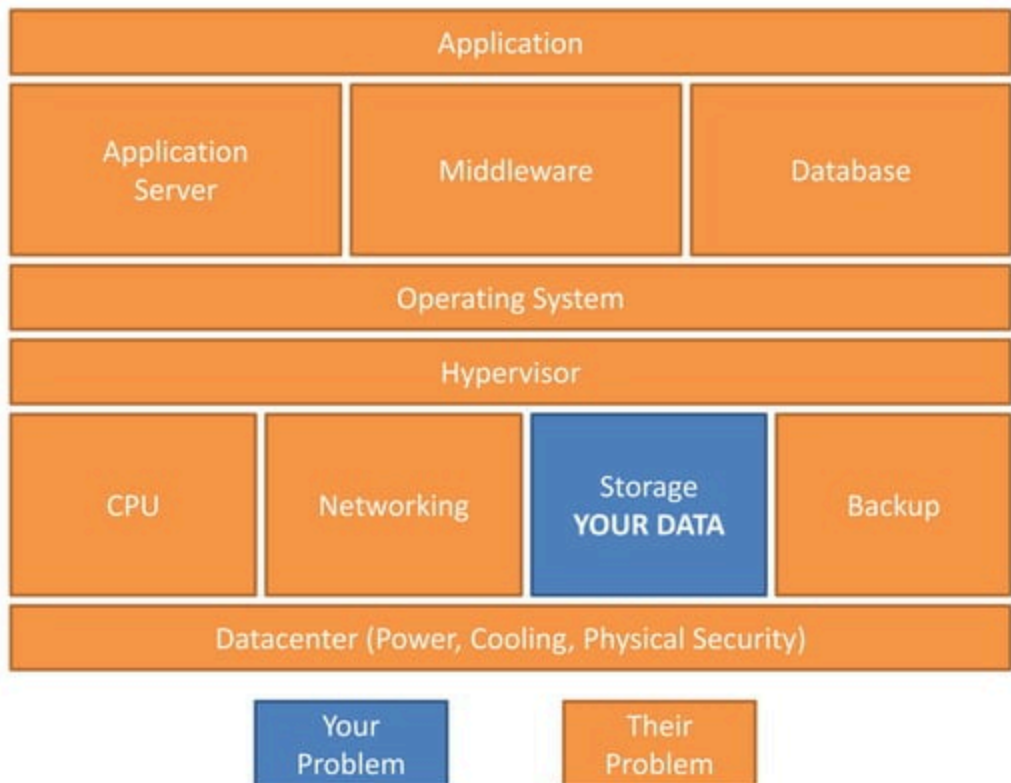 Application
Application
Server
Middleware
Database
Operating System
Hypervisor
CPU
Networking
Storage
YOUR DATA
Backup
Datacenter (Power, Cooling, Physical Security)
Your
Problem
Their
Problem